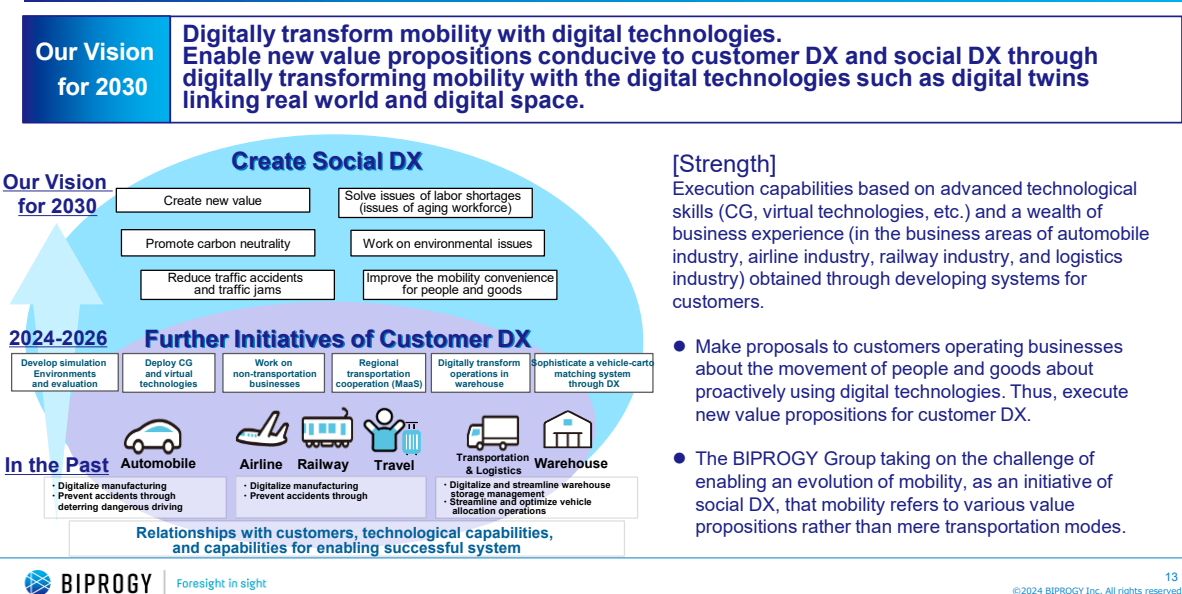 Our Vision
for 2030
Digitally transform mobility with digital technologies.
Enable new value propositions conducive to customer DX and social DX through
digitally transforming mobility with the digital technologies such as digital twins
linking real world and digital space.
Create Social DX
Our Vision
for 2030
Create new value
Solve issues of labor shortages
(issues of aging workforce)
Promote carbon neutrality
Work on environmental issues
Reduce traffic accidents
and traffic jams
Improve the mobility convenience
for people and goods
2024-2026
Further Initiatives of Customer DX
Develop simulation
Environments
and evaluation
Deploy CG
and virtual
technologies
Work on
non-transportation
businesses
Regional
transportation
cooperation (MaaS)
Digitally transform
operations in
warehouse
Sophisticate a vehicle-carto
matching system
through DX
In the Past
Automobile
Airline
Railway
Travel
Transportation
& Logistics
Warehouse
・Digitalize manufacturing
・Prevent accidents through
deterring dangerous driving
・Digitalize manufacturing
・Prevent accidents through
・Digitalize and streamline warehouse
storage management
・Streamline and optimize vehicle
allocation operations
Relationships with customers, technological capabilities,
and capabilities for enabling successful system
[Strength]
Execution capabilities based on advanced technological
skills (CG, virtual technologies, etc.) and a wealth of
business experience (in the business areas of automobile
industry, airline industry, railway industry, and logistics
industry) obtained through developing systems for
customers.
● Make proposals to customers operating businesses
about the movement of people and goods about
proactively using digital technologies. Thus, execute
new value propositions for customer DX.
● The BIPROGY Group taking on the challenge of
enabling an evolution of mobility, as an initiative of
social DX, that mobility refers to various value
propositions rather than mere transportation modes.
BIPROGY
Foresight in sight
13
©2024 BIPROGY Inc. All rights reserved